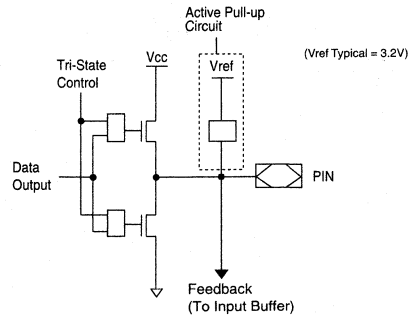 Active Pull-up
Circuit
(Vref Typical = 3.2V)
Tri-State
Control
Vcc
Vref
Data
Output
PIN
Feedback
(To Input Buffer)